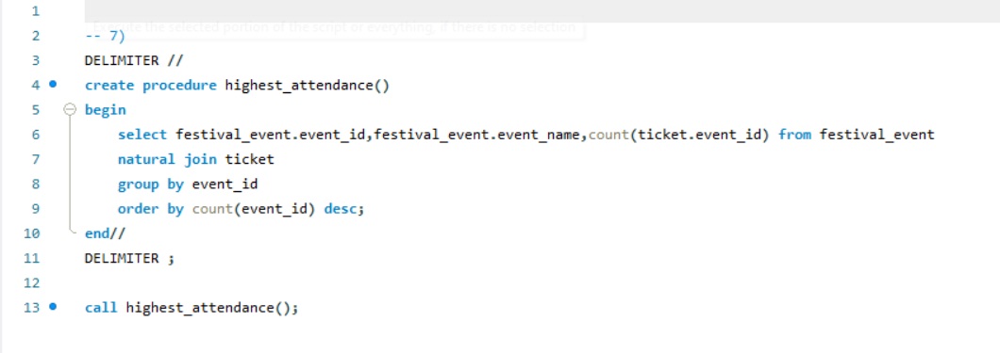 1
Execute the selected portion of the script or everything, if there is no selection
2 -- 7)
3 DELIMITER //
4 create procedure highest_attendance()
5 begin
6 select festival_event.event_id,festival_event.event_name,count(ticket.event_id) from festival_event
7 natural join ticket
8 group by event_id
9 order by count(event_id) desc;
10 end//
11 DELIMITER ;
12
13 call highest_attendance();